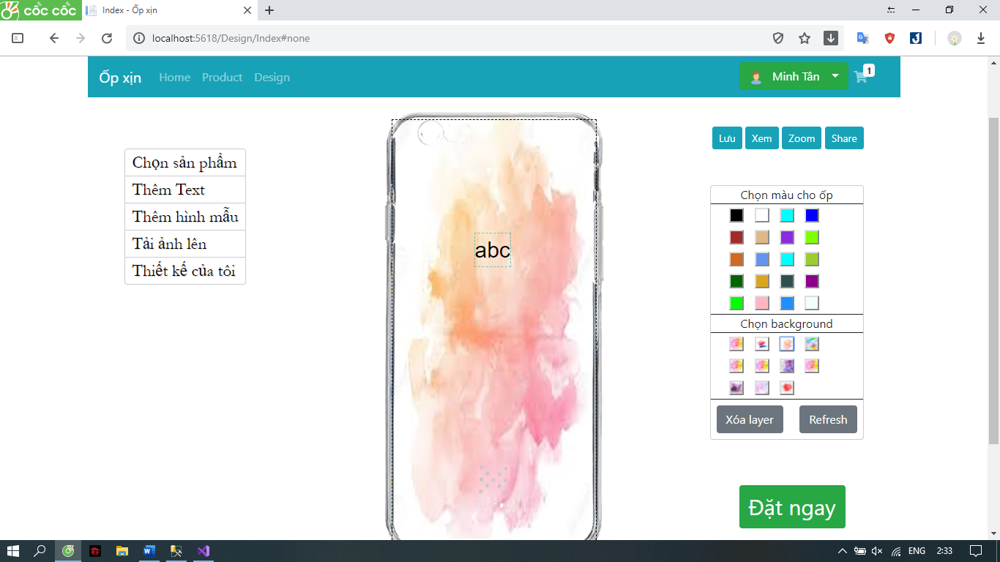 cốc cốc
Index - Ốp xịn
localhost:5618/Design/Index#none
Ốp xịn Home Product Design Minh Tân 1
Lưu Xem Zoom Share
Chọn sản phẩm
Thêm Text
Thêm hình mẫu
Tải ảnh lên
Thiết kế của tôi
abc
Chọn màu cho ốp
Chọn background
Xóa layer Refresh
Đặt ngay
ENG 2:33